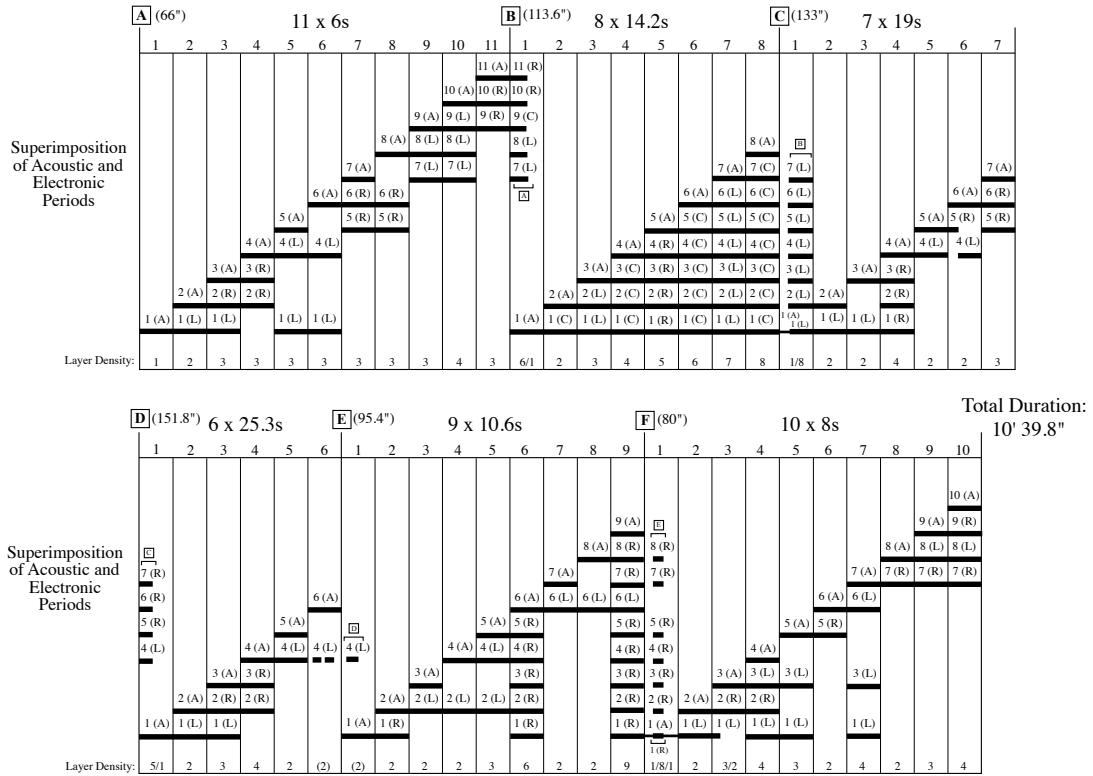 A (66") 11 x 6s B (113.6") 8 x 14.2s C (133") 7 x 19s
1 2 3 4 5 6 7 8 9 10 11 1 2 3 4 5 6 7 8 1 2 3 4 5 6 7
11 (A) 11 (R)
10 (A) 10 (R) 10 (R)
9 (A) 9 (L) 9 (R) 9 (C)
8 (A) 8 (L) 8 (L) 8 (L) 8 (A) B
7 (A) 7 (L) 7 (L) 7 (L) 7 (A) 7 (C) 7 (L) 7 (A)
6 (A) 6 (R) 6 (R) A 6 (A) 6 (L) 6 (C) 6 (L) 6 (A) 6 (R)
5 (A) 5 (R) 5 (R) 5 (A) 5 (C) 5 (L) 5 (C) 5 (L) 5 (A) 5 (R) 5 (R)
4 (A) 4 (L) 4 (L) 4 (A) 4 (R) 4 (C) 4 (L) 4 (C) 4 (L) 4 (A) 4 (L) 4 (L)
3 (A) 3 (R) 3 (A) 3 (C) 3 (R) 3 (C) 3 (L) 3 (C) 3 (L) 3 (A) 3 (R)
2 (A) 2 (R) 2 (R) 2 (A) 2 (L) 2 (C) 2 (R) 2 (C) 2 (L) 2 (C) 2 (L) 2 (A) 2 (R)
1 (A) 1 (L) 1 (L) 1 (L) 1 (L) 1 (A) 1 (C) 1 (L) 1 (C) 1 (R) 1 (C) 1 (L) 1 (C) 1 (A) 1 (L) 1 (L) 1 (L) 1 (R)
Superimposition
of Acoustic and
Electronic
Periods
Layer Density: 1 2 3 3 3 3 3 3 3 4 3 6/1 2 3 4 5 6 7 8 1/8 2 2 4 2 2 3
D (151.8") 6 x 25.3s E (95.4") 9 x 10.6s F (80") 10 x 8s
Total Duration:
10' 39.8"
1 2 3 4 5 6 1 2 3 4 5 6 7 8 9 1 2 3 4 5 6 7 8 9 10
10 (A)
9 (A) E 9 (A) 9 (R)
C 8 (A) 8 (R) 8 (R) 8 (A) 8 (L) 8 (L)
7 (R) 7 (A) 7 (R) 7 (R) 7 (A) 7 (R) 7 (R) 7 (R)
6 (R) 6 (A) 6 (A) 6 (L) 6 (L) 6 (L) 6 (A) 6 (L)
5 (R) 5 (A) D 5 (A) 5 (R) 5 (R) 5 (R) 5 (A) 5 (R)
4 (L) 4 (A) 4 (L) 4 (L) 4 (L) 4 (A) 4 (L) 4 (R) 4 (R) 4 (R) 4 (A)
3 (A) 3 (R) 3 (A) 3 (R) 3 (R) 3 (R) 3 (A) 3 (L) 3 (L) 3 (L)
2 (A) 2 (R) 2 (R) 2 (A) 2 (L) 2 (L) 2 (L) 2 (R) 2 (R) 2 (R) 2 (A) 2 (R) 2 (R)
1 (A) 1 (L) 1 (L) 1 (A) 1 (R) 1 (R) 1 (R) 1 (A) 1 (L) 1 (L) 1 (L) 1 (L) 1 (L)
1 (R)
Superimposition
of Acoustic and
Electronic
Periods
Layer Density: 5/1 2 3 4 2 (2) (2) 2 2 2 3 6 2 2 9 1/8/1 2 3/2 4 3 2 4 2 3 4